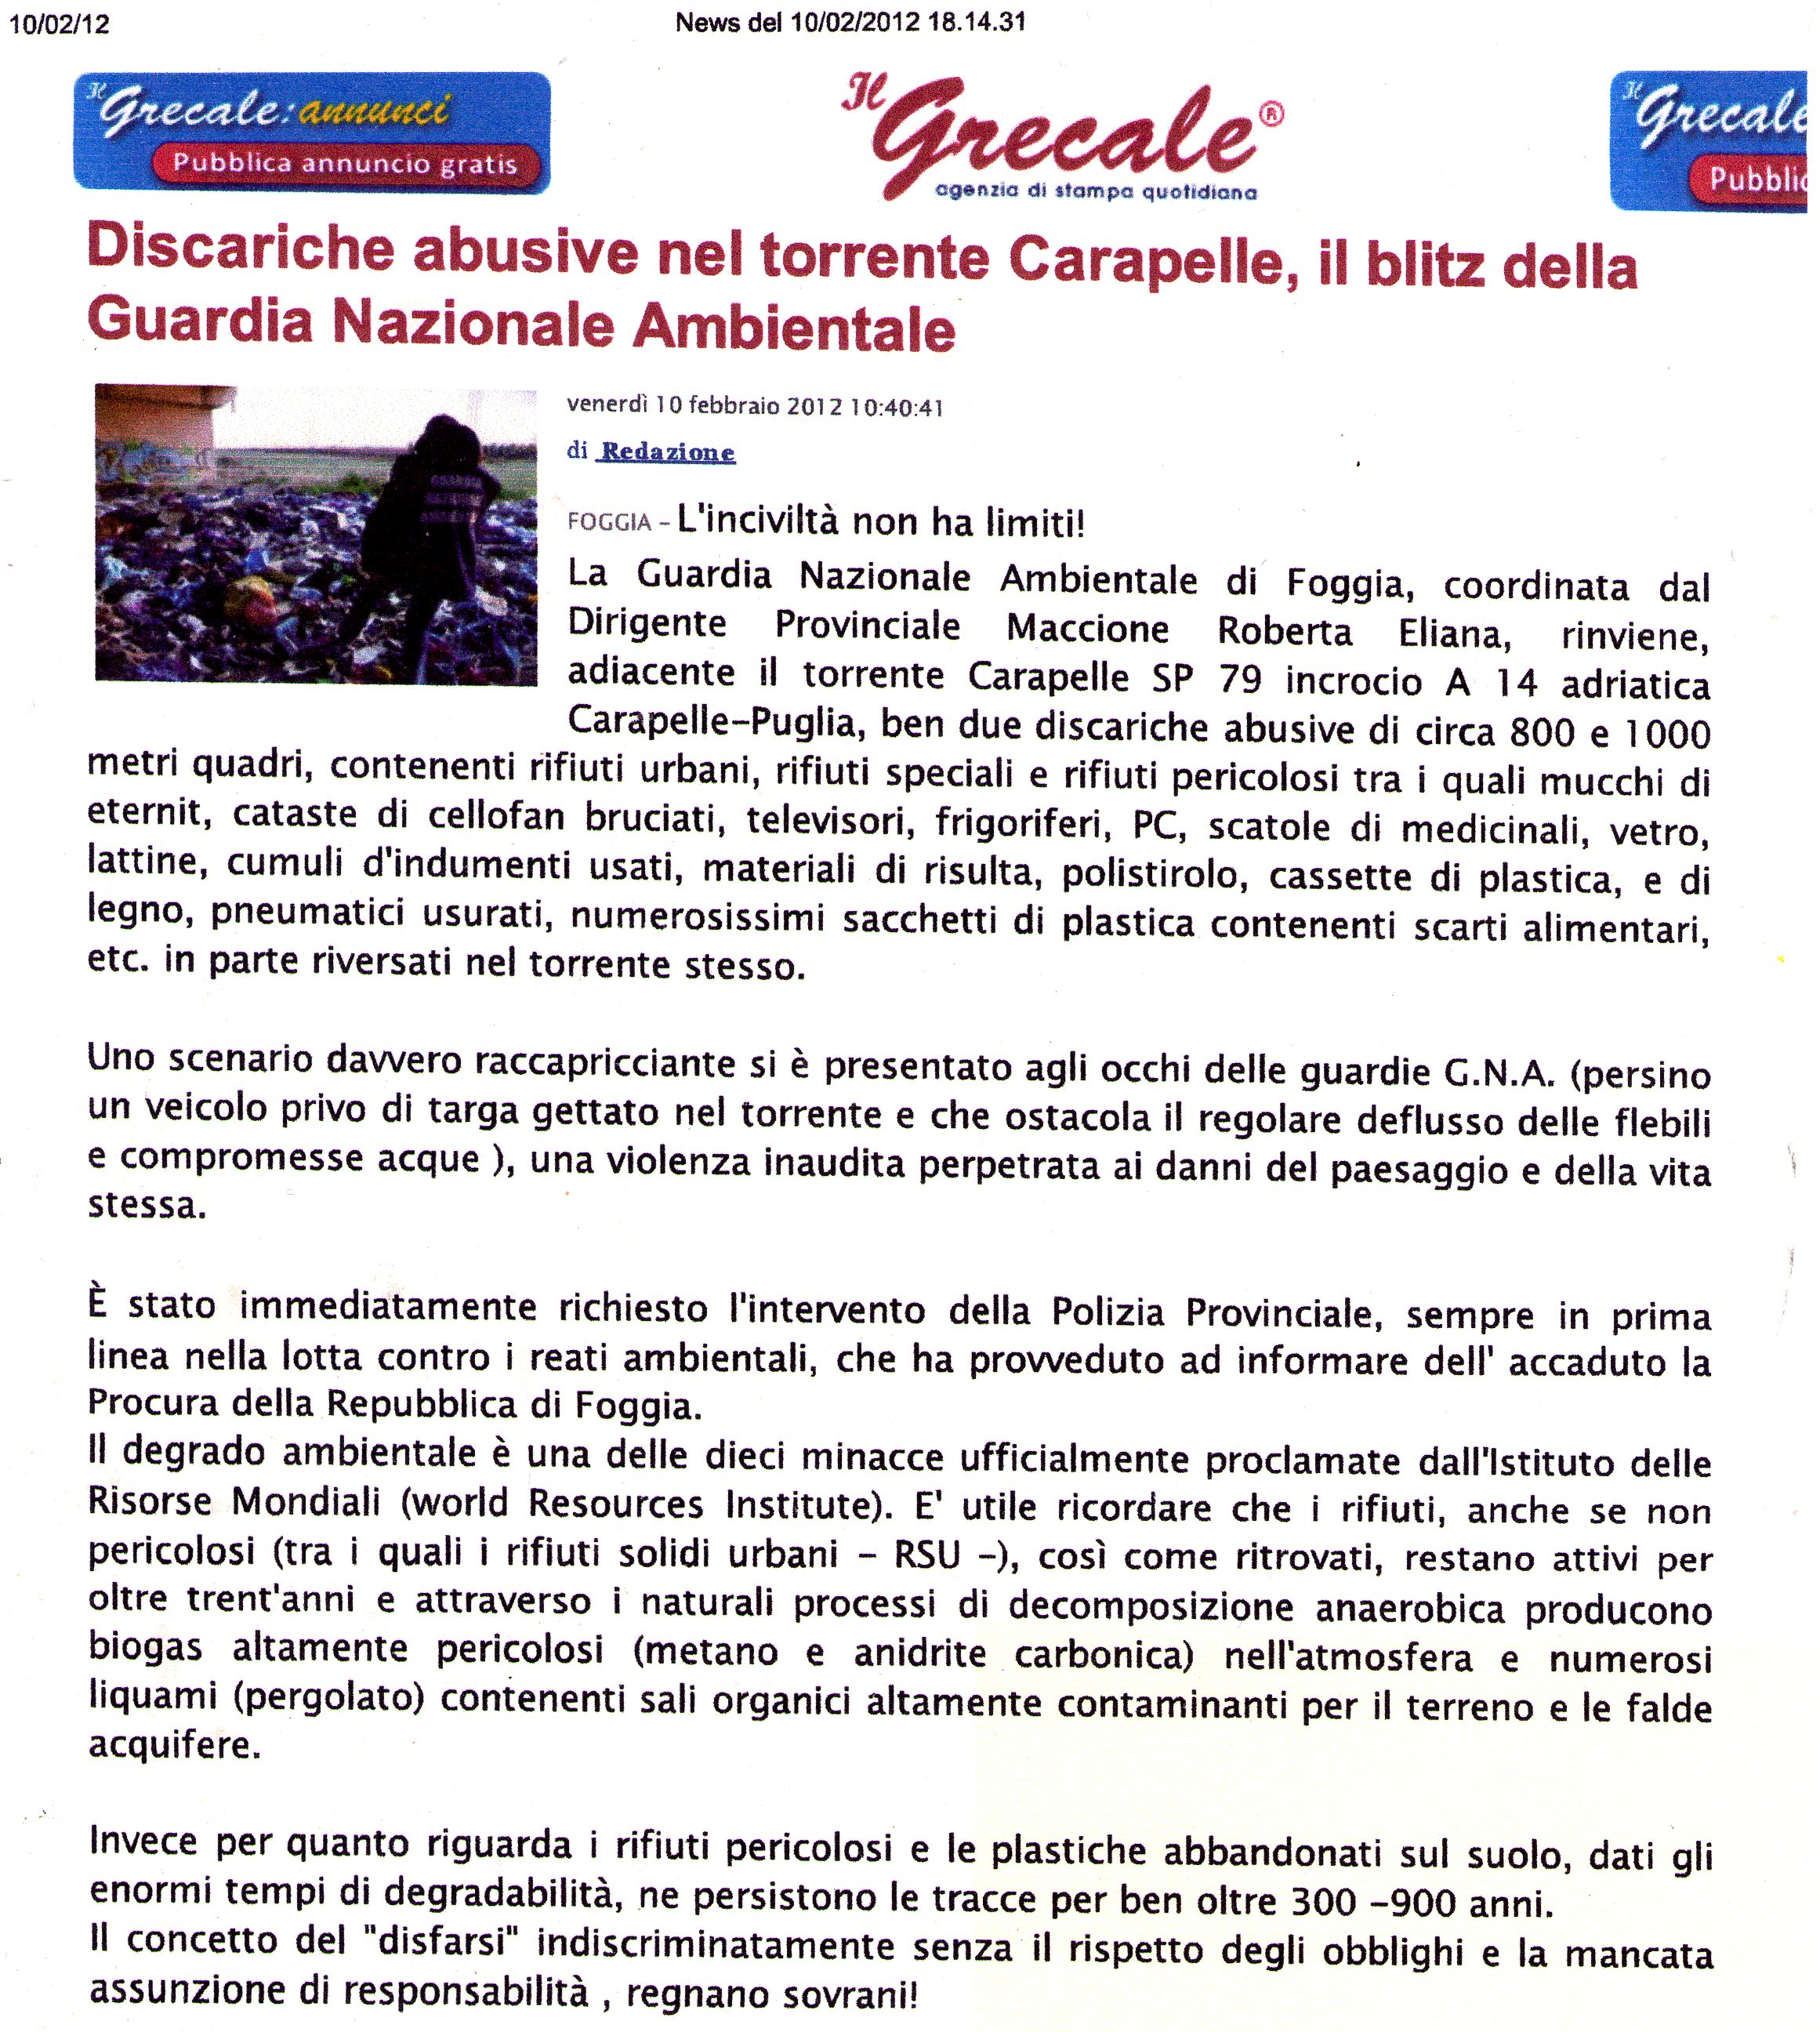 10/02/12
News del 10/02/2012 18.14.31
Il Grecale: annunci
Pubblica annuncio gratis
Il Grecale®
agenzia di stampa quotidiana
Il Grecale
Pubblic
Discariche abusive nel torrente Carapelle, il blitz della
Guardia Nazionale Ambientale
venerdì 10 febbraio 2012 10:40:41
di Redazione
FOGGIA - L'inciviltà non ha limiti!
La Guardia Nazionale Ambientale di Foggia, coordinata dal
Dirigente Provinciale Maccione Roberta Eliana, rinviene,
adiacente il torrente Carapelle SP 79 incrocio A 14 adriatica
Carapelle-Puglia, ben due discariche abusive di circa 800 e 1000
metri quadri, contenenti rifiuti urbani, rifiuti speciali e rifiuti pericolosi tra i quali mucchi di
eternit, cataste di cellofan bruciati, televisori, frigoriferi, PC, scatole di medicinali, vetro,
lattine, cumuli d'indumenti usati, materiali di risulta, polistirolo, cassette di plastica, e di
legno, pneumatici usurati, numerosissimi sacchetti di plastica contenenti scarti alimentari,
etc. in parte riversati nel torrente stesso.
Uno scenario davvero raccapricciante si è presentato agli occhi delle guardie G.N.A. (persino
un veicolo privo di targa gettato nel torrente e che ostacola il regolare deflusso delle flebili
e compromesse acque ), una violenza inaudita perpetrata ai danni del paesaggio e della vita
stessa.
È stato immediatamente richiesto l'intervento della Polizia Provinciale, sempre in prima
linea nella lotta contro i reati ambientali, che ha provveduto ad informare dell' accaduto la
Procura della Repubblica di Foggia.
Il degrado ambientale è una delle dieci minacce ufficialmente proclamate dall'Istituto delle
Risorse Mondiali (world Resources Institute). E' utile ricordare che i rifiuti, anche se non
pericolosi (tra i quali i rifiuti solidi urbani – RSU –), così come ritrovati, restano attivi per
oltre trent'anni e attraverso i naturali processi di decomposizione anaerobica producono
biogas altamente pericolosi (metano e anidrite carbonica) nell'atmosfera e numerosi
liquami (pergolato) contenenti sali organici altamente contaminanti per il terreno e le falde
acquifere.
Invece per quanto riguarda i rifiuti pericolosi e le plastiche abbandonati sul suolo, dati gli
enormi tempi di degradabilità, ne persistono le tracce per ben oltre 300 –900 anni.
Il concetto del "disfarsi" indiscriminatamente senza il rispetto degli obblighi e la mancata
assunzione di responsabilità , regnano sovrani!